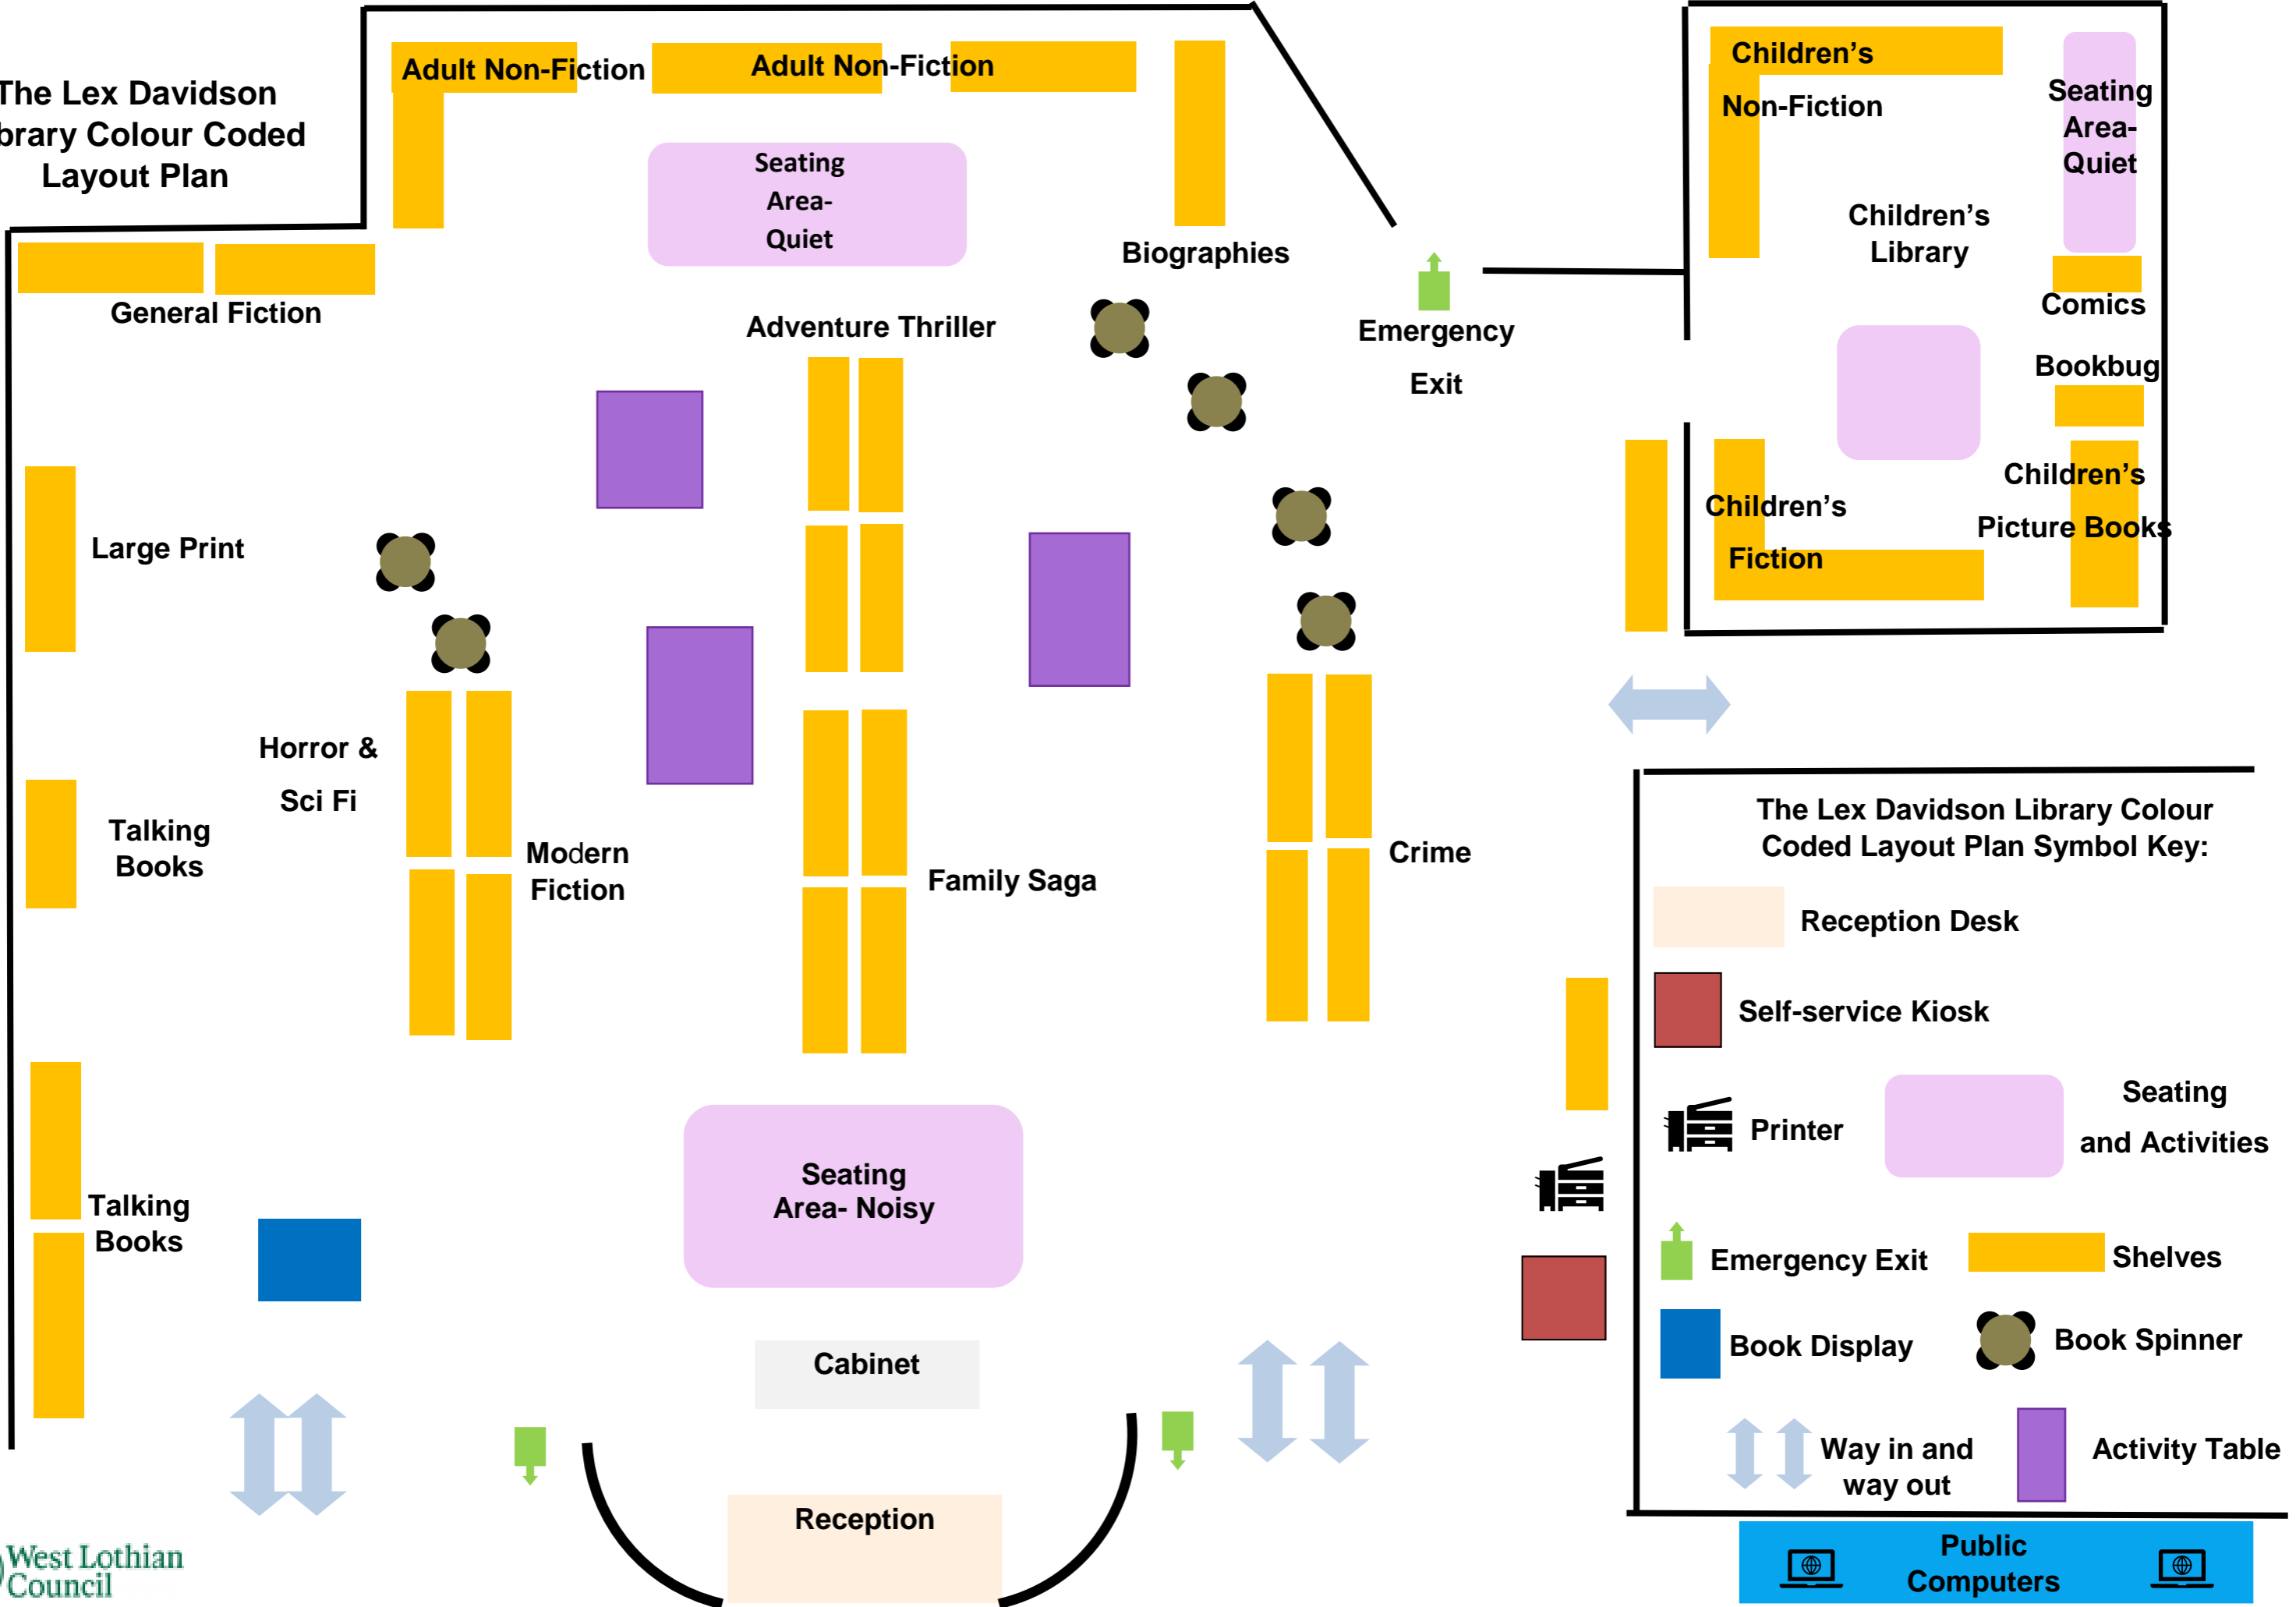 The Lex Davidson
brary Colour Coded
Layout Plan
Adult Non-Fiction
Adult Non-Fiction
Seating
Area-
Quiet
Biographies
General Fiction
Adventure Thriller
Emergency
Exit
Children's
Non-Fiction
Seating
Area-
Quiet
Children's
Library
Comics
Bookbug
Children's
Picture Books
Children's
Fiction
Large Print
Horror &
Sci Fi
Talking
Books
Modern
Fiction
Family Saga
Crime
Talking
Books
Seating
Area- Noisy
Cabinet
Reception
The Lex Davidson Library Colour
Coded Layout Plan Symbol Key:
Reception Desk
Self-service Kiosk
Printer
Seating
and Activities
Emergency Exit
Shelves
Book Display
Book Spinner
Way in and
way out
Activity Table
Public
Computers
West Lothian
Council